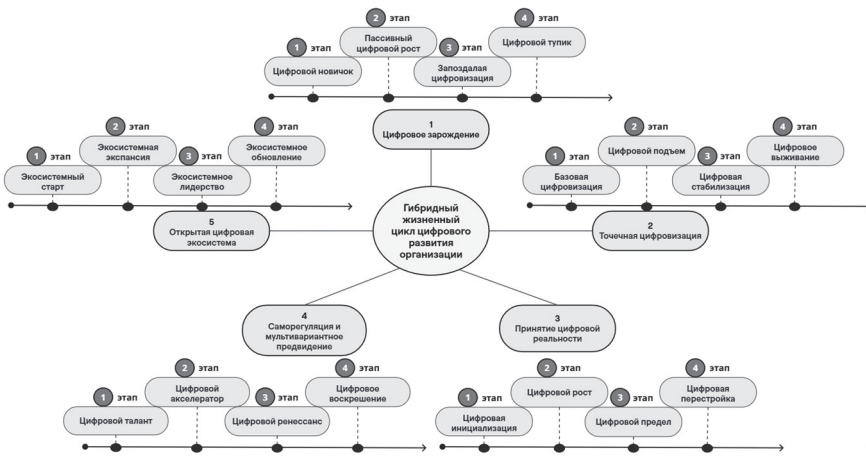 2 этап
Пассивный
цифровой рост
4 этап
Цифровой тупик
1 этап
Цифровой новичок
3 этап
Запоздалая
цифровизация
1
Цифровое зарождение
2 этап
Экосистемная
экспансия
4 этап
Экосистемное
обновление
1 этап
Экосистемный
старт
3 этап
Экосистемное
лидерство
5
Открытая цифровая
экосистема
2 этап
Цифровой подъем
4 этап
Цифровое
выживание
1 этап
Базовая
цифровизация
3 этап
Цифровая
стабилизация
2
Точечная цифровизация
Гибридный
жизненный
цикл цифрового
развития
организации
4
Саморегуляция и
мультивариантное
предвидение
3
Принятие цифровой
реальности
2 этап
Цифровой
акселератор
4 этап
Цифровое
воскрешение
1 этап
Цифровой талант
3 этап
Цифровой ренессанс
2 этап
Цифровой рост
4 этап
Цифровая
перестройка
1 этап
Цифровая
инициализация
3 этап
Цифровой предел